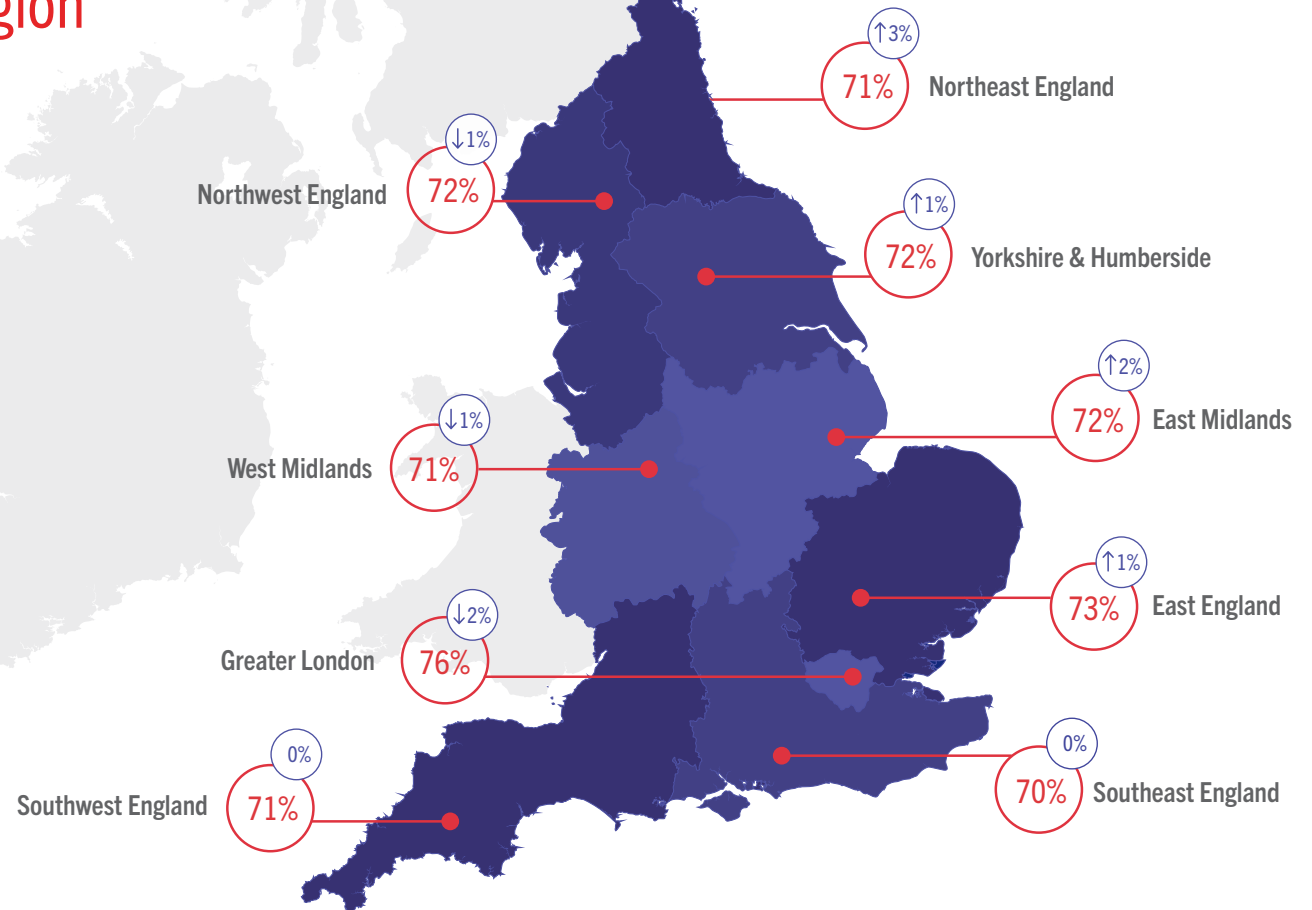 ↑3%
71%
Northeast England
↓1%
72%
Northwest England
↑1%
72%
Yorkshire & Humberside
↑2%
72%
East Midlands
↓1%
71%
West Midlands
↑1%
73%
East England
↓2%
76%
Greater London
0%
70%
Southeast England
0%
71%
Southwest England